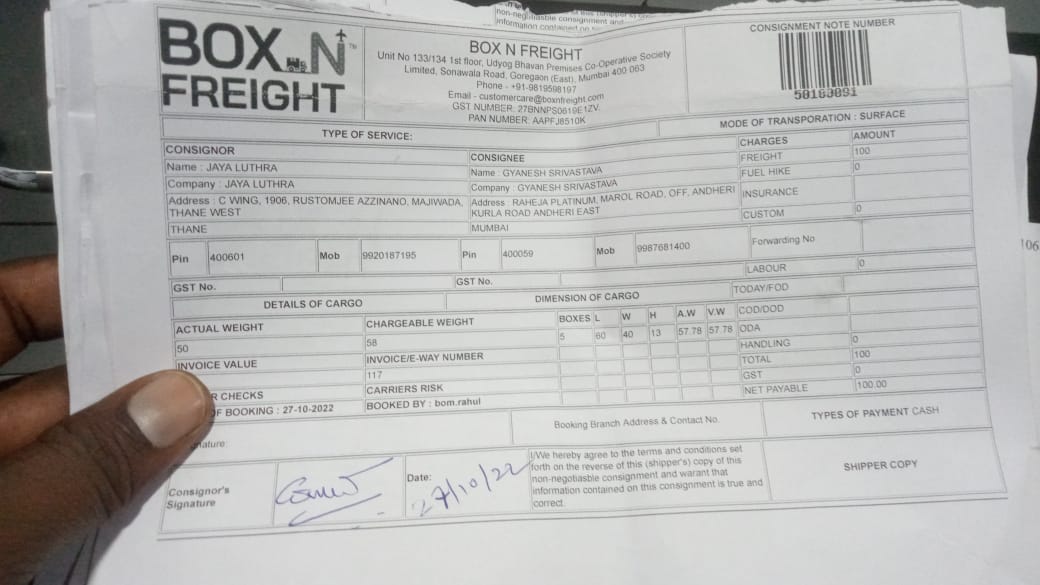 non-negotiasble consignment and
information contained on
BOX N FREIGHT
BOX N FREIGHT
Unit No 133/134 1st floor, Udyog Bhavan Premises Co-Operative Society
Limited, Sonawala Road, Goregaon (East), Mumbai 400 063
Phone - +91-9819598197
Email - customercare@boxnfreight.com
GST NUMBER: 27BNNPS0619E1ZV.
PAN NUMBER: AAPFJ8510K
CONSIGNMENT NOTE NUMBER
50183891
TYPE OF SERVICE:
MODE OF TRANSPORATION : SURFACE
CONSIGNOR
CONSIGNEE
CHARGES AMOUNT
Name : JAYA LUTHRA
Name : GYANESH SRIVASTAVA
FREIGHT 100
Company : JAYA LUTHRA
Company : GYANESH SRIVASTAVA
FUEL HIKE 0
Address : C WING, 1906, RUSTOMJEE AZZINANO, MAJIWADA,
THANE WEST
Address : RAHEJA PLATINUM, MAROL ROAD, OFF, ANDHERI
KURLA ROAD ANDHERI EAST
INSURANCE
THANE
MUMBAI
CUSTOM 0
Pin 400601 Mob 9920187195 Pin 400059 Mob 9987681400 Forwarding No
GST No. GST No. LABOUR 0
DETAILS OF CARGO DIMENSION OF CARGO TODAY/FOD
ACTUAL WEIGHT CHARGEABLE WEIGHT BOXES L W H A.W V.W COD/DOD
50 58 5 60 40 13 57.78 57.78 ODA
HANDLING 0
INVOICE VALUE INVOICE/E-WAY NUMBER TOTAL 100
117 GST 0
R CHECKS CARRIERS RISK NET PAYABLE 100.00
OF BOOKING : 27-10-2022 BOOKED BY : bom.rahul
Booking Branch Address & Contact No. TYPES OF PAYMENT CASH
nature:
Consignor's
Signature
Date:
27/10/22
I/We hereby agree to the terms and conditions set
forth on the reverse of this (shipper's) copy of this
non-negotiasble consignment and warant that
information contained on this consignment is true and
correct.
SHIPPER COPY
106